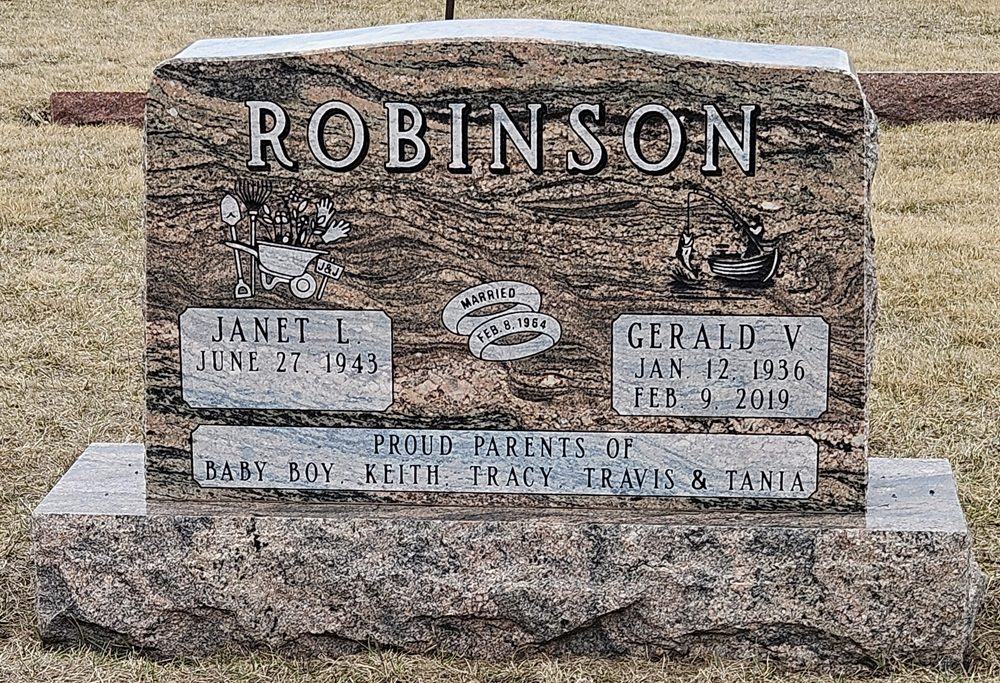 ROBINSON
J&J
MARRIED
FEB. 8, 1964
JANET L.
JUNE 27, 1943
GERALD V.
JAN 12, 1936
FEB 9, 2019
PROUD PARENTS OF
BABY BOY, KEITH, TRACY, TRAVIS & TANIA